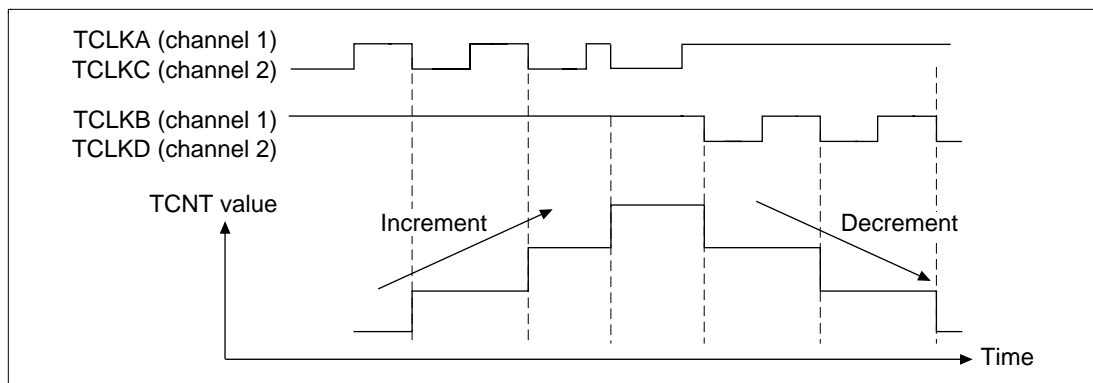 TCLKA (channel 1)
TCLKC (channel 2)
TCLKB (channel 1)
TCLKD (channel 2)
TCNT value
Increment
Decrement
Time